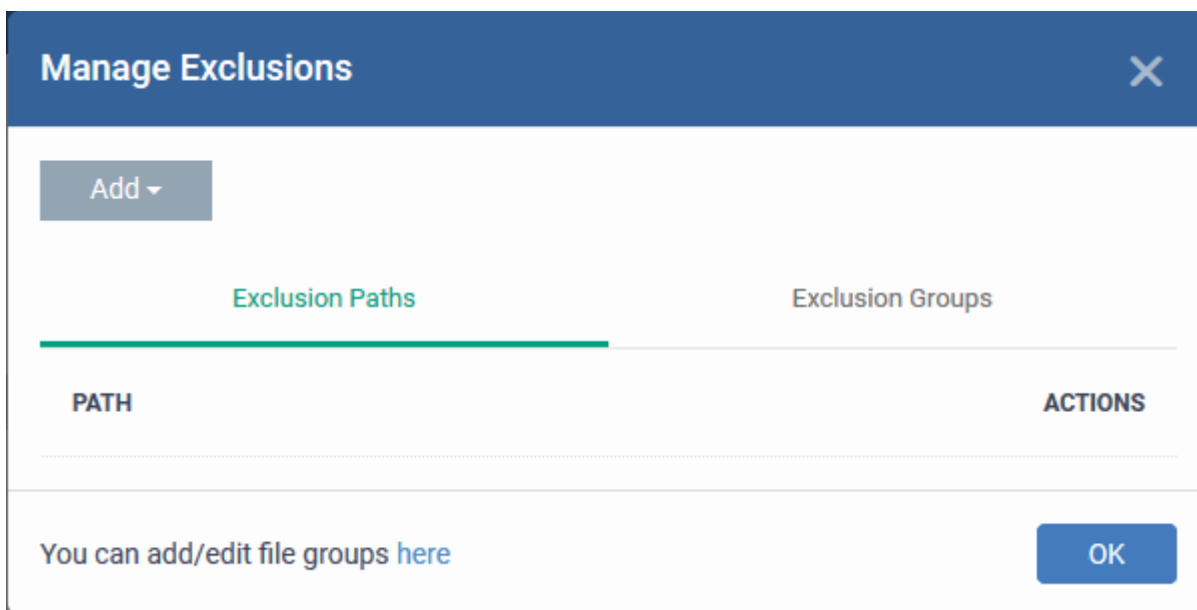 Manage Exclusions
Add
Exclusion Paths Exclusion Groups
PATH ACTIONS
You can add/edit file groups here OK